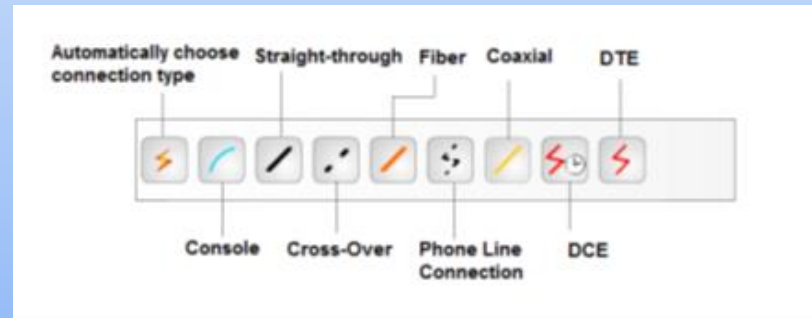 Automatically choose
connection type
Straight-through
Fiber
Coaxial
DTE
Console
Cross-Over
Phone Line
Connection
DCE